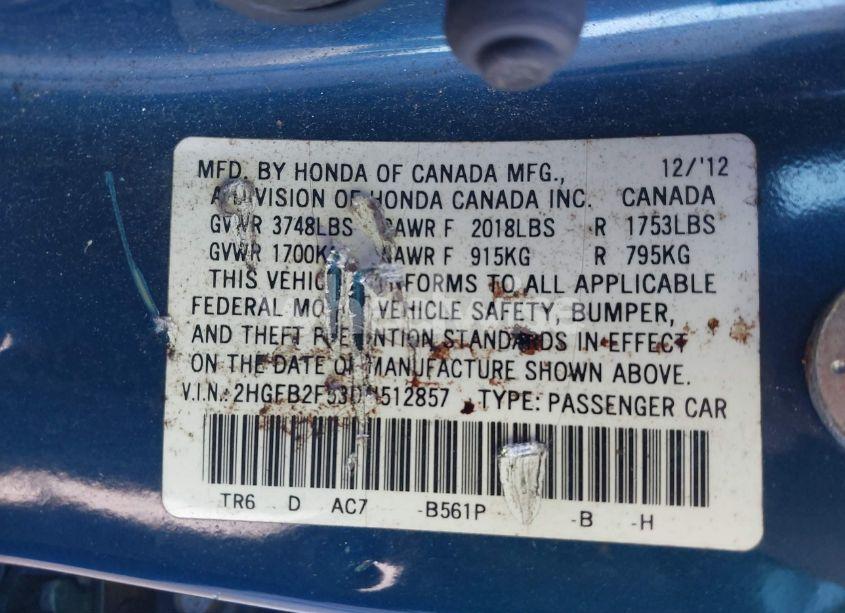 MFD. BY HONDA OF CANADA MFG., 12/'12
A DIVISION OF HONDA CANADA INC. CANADA
GVWR 3748LBS GAWR F 2018LBS R 1753LBS
GVWR 1700KG GAWR F 915KG R 795KG
THIS VEHICLE CONFORMS TO ALL APPLICABLE
FEDERAL MOTOR VEHICLE SAFETY, BUMPER,
AND THEFT PREVENTION STANDARDS IN EFFECT
ON THE DATE OF MANUFACTURE SHOWN ABOVE.
V.I.N.: TYPE: PASSENGER CAR
TR6 D AC7 -B561P -B -H